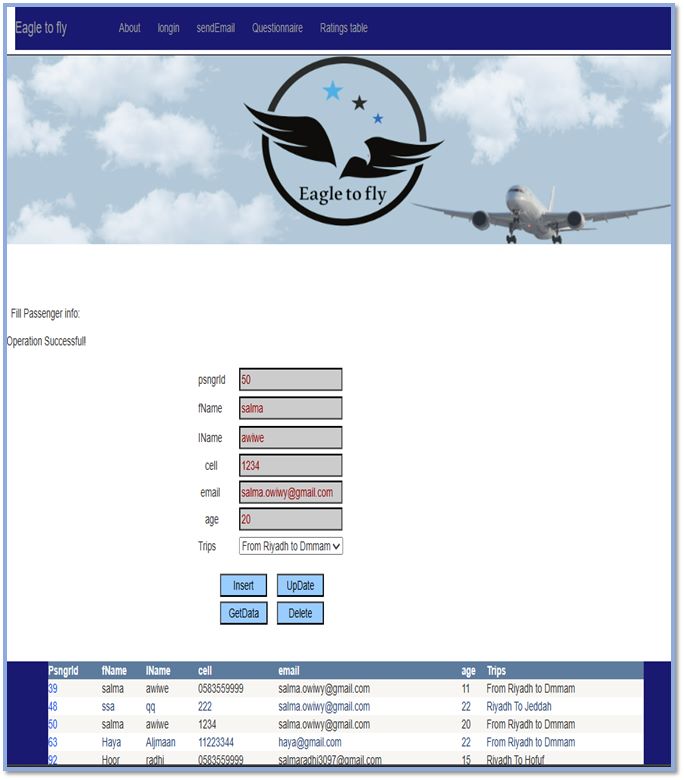 Eagle to fly About longin sendEmail Questionnaire Ratings table
Eagle to fly
Fill Passenger info:
Operation Successful!
psngrId 50
fName salma
lName awiwe
cell 1234
email salma.owiwy@gmail.com
age 20
Trips From Riyadh to Dmmam
Insert UpDate
GetData Delete
PsngrId fName lName cell email age Trips
39 salma awiwe 0583559999 salma.owiwy@gmail.com 11 From Riyadh to Dmmam
48 ssa qq 222 salma.owiwy@gmail.com 22 Riyadh To Jeddah
50 salma awiwe 1234 salma.owiwy@gmail.com 20 From Riyadh to Dmmam
63 Haya Aljmaan 11223344 haya@gmail.com 22 From Riyadh to Dmmam
92 Hoor radhi 0583559999 salmaradhi3097@gmail.com 15 Riyadh To Hofuf